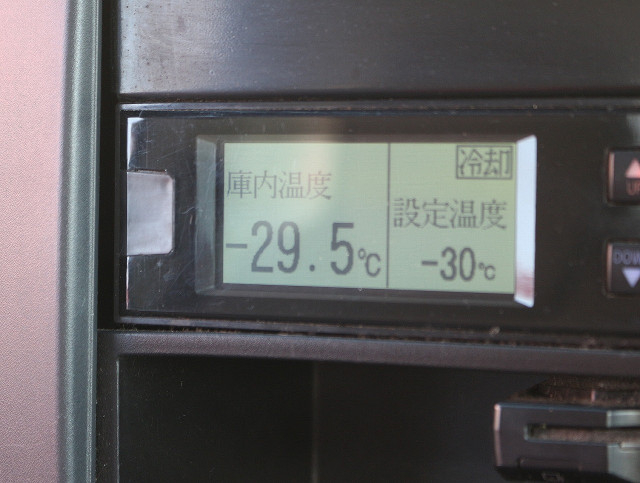 冷却
庫内温度
設定温度
-29.5℃
-30℃